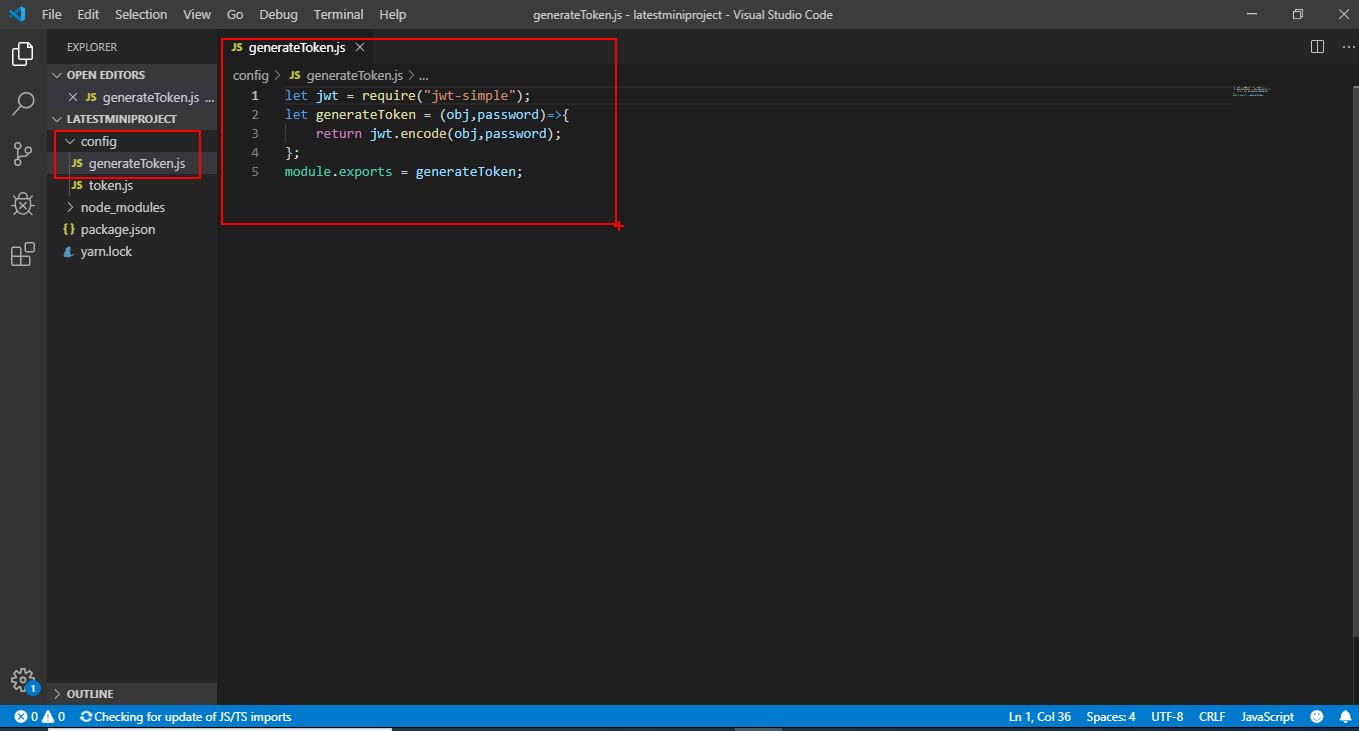 File Edit Selection View Go Debug Terminal Help generateToken.js - latestminiproject - Visual Studio Code
EXPLORER
OPEN EDITORS
JS generateToken.js ...
LATESTMINIPROJECT
config
JS generateToken.js
JS token.js
node_modules
{} package.json
yarn.lock
OUTLINE
JS generateToken.js
config > JS generateToken.js > ...
1 let jwt = require("jwt-simple");
2 let generateToken = (obj,password)=>{
3 return jwt.encode(obj,password);
4 };
5 module.exports = generateToken;
1
0 0 Checking for update of JS/TS imports Ln 1, Col 36 Spaces: 4 UTF-8 CRLF JavaScript